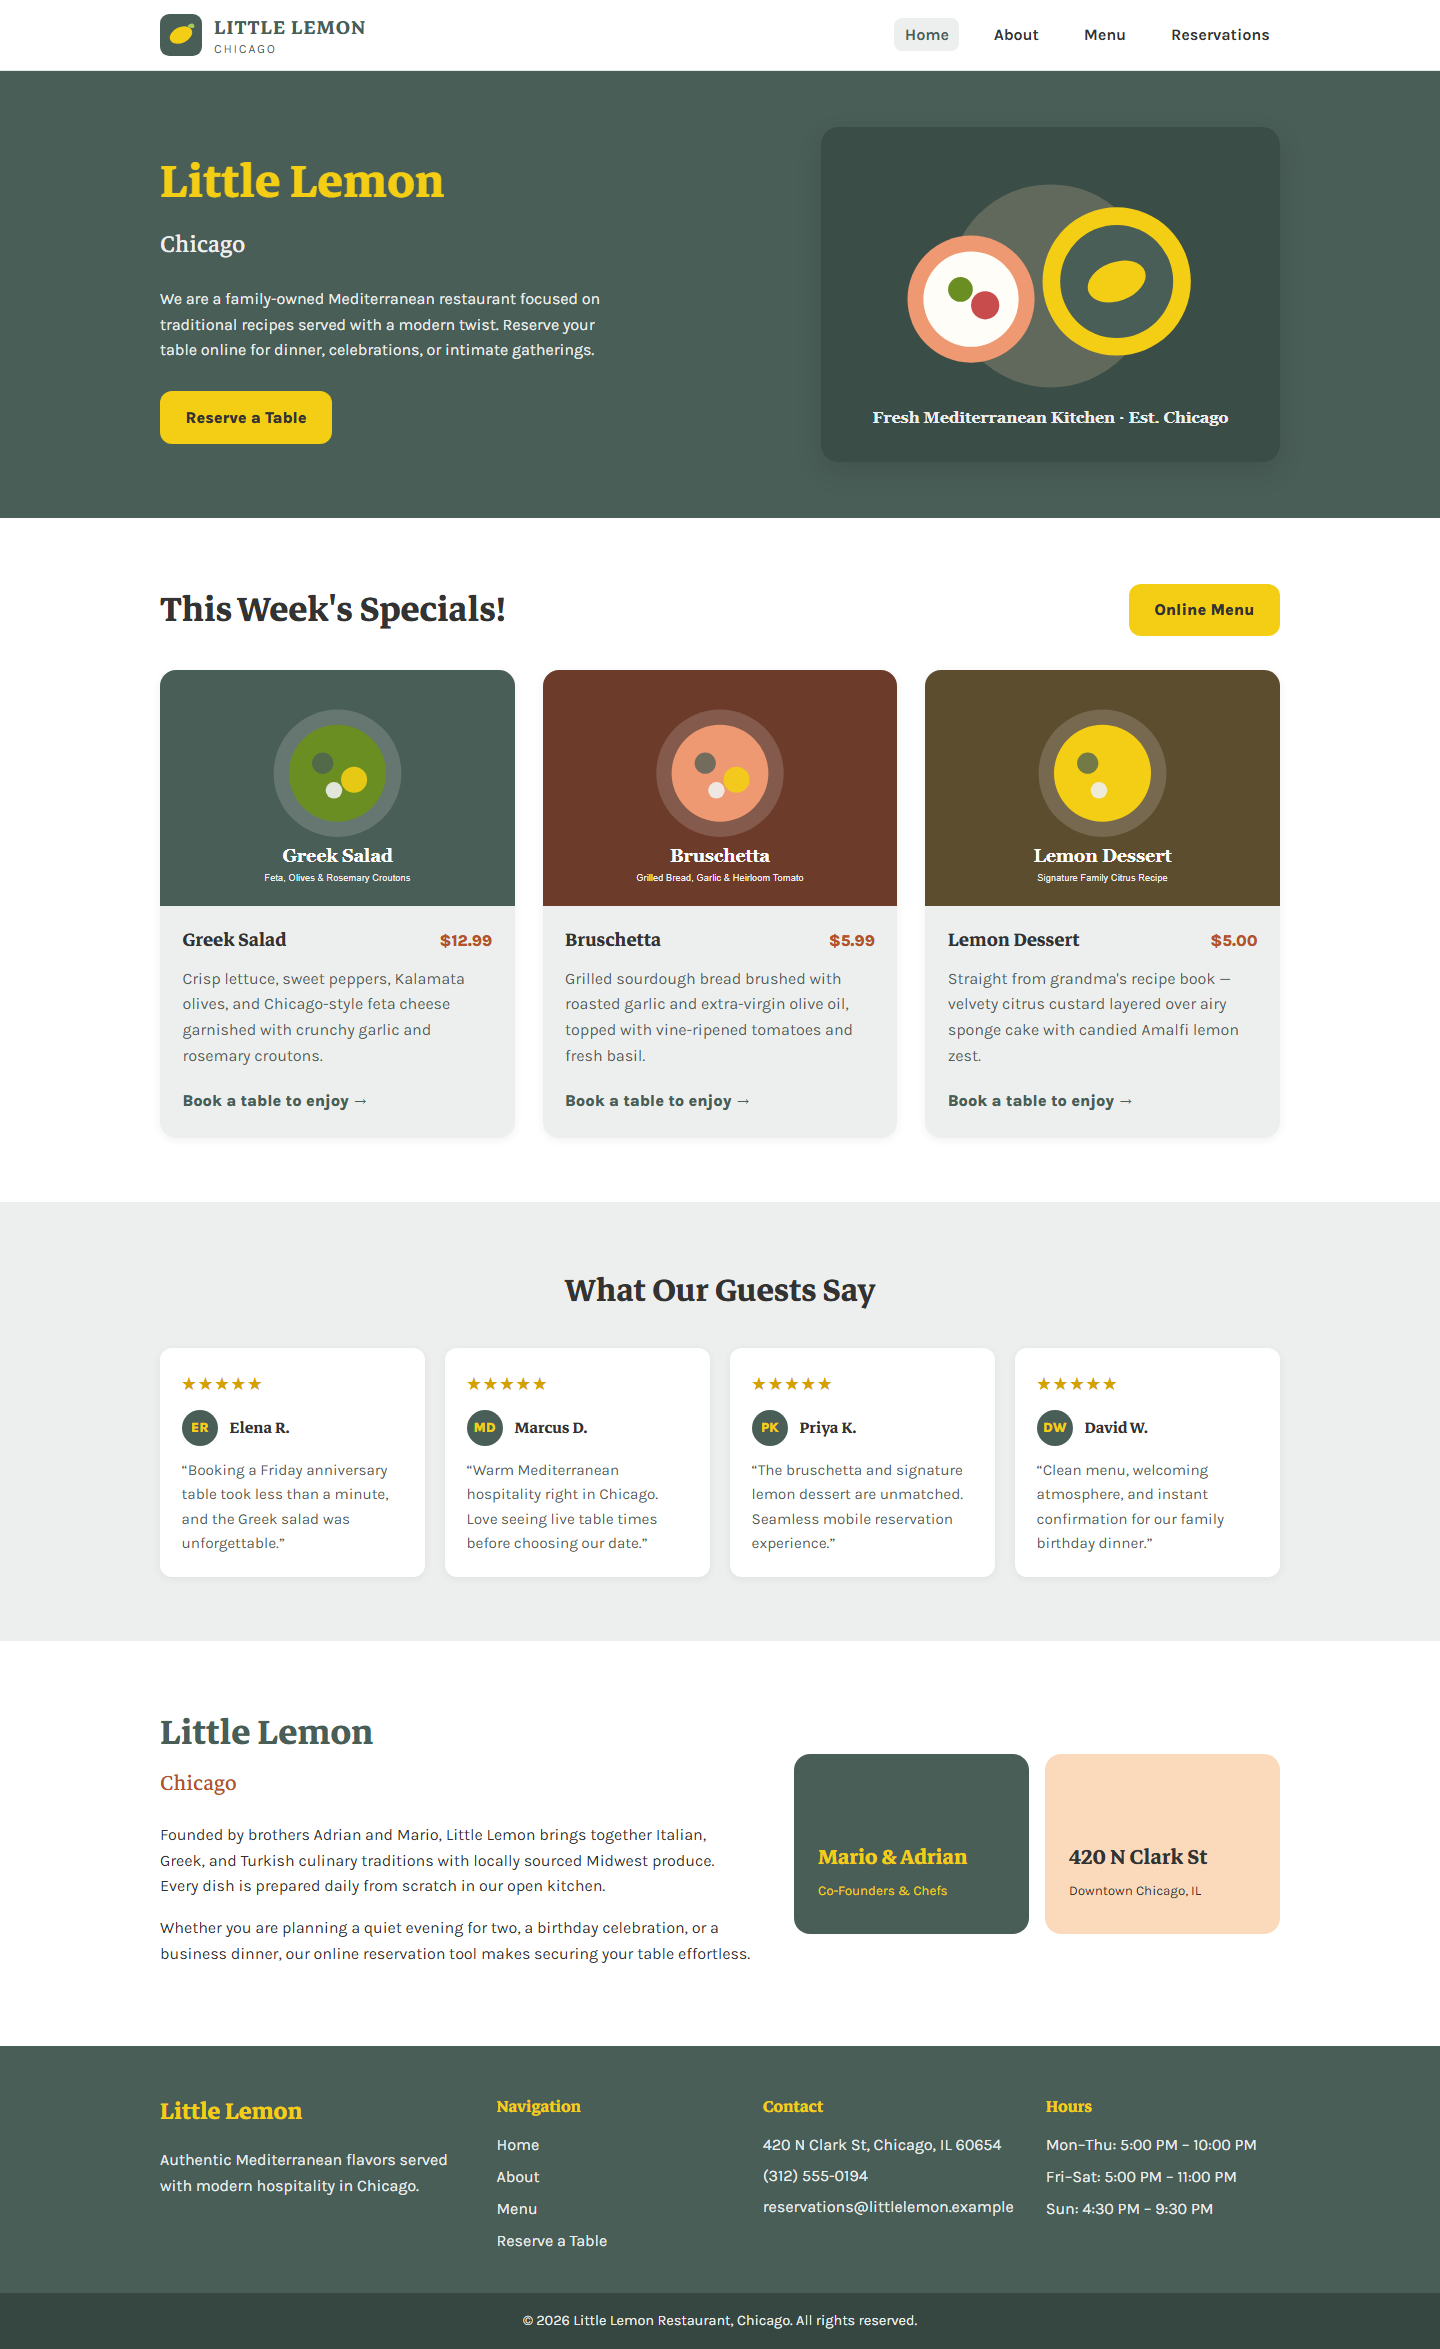 LITTLE LEMON
CHICAGO
Home
About
Menu
Reservations
Little Lemon
Chicago
We are a family-owned Mediterranean restaurant focused on
traditional recipes served with a modern twist. Reserve your
table online for dinner, celebrations, or intimate gatherings.
Reserve a Table
Fresh Mediterranean Kitchen · Est. Chicago
This Week's Specials!
Online Menu
Greek Salad
Feta, Olives & Rosemary Croutons
Greek Salad
$12.99
Crisp lettuce, sweet peppers, Kalamata
olives, and Chicago-style feta cheese
garnished with crunchy garlic and
rosemary croutons.
Book a table to enjoy →
Bruschetta
Grilled Bread, Garlic & Heirloom Tomato
Bruschetta
$5.99
Grilled sourdough bread brushed with
roasted garlic and extra-virgin olive oil,
topped with vine-ripened tomatoes and
fresh basil.
Book a table to enjoy →
Lemon Dessert
Signature Family Citrus Recipe
Lemon Dessert
$5.00
Straight from grandma's recipe book —
velvety citrus custard layered over airy
sponge cake with candied Amalfi lemon
zest.
Book a table to enjoy →
What Our Guests Say
★★★★★
ER
Elena R.
“Booking a Friday anniversary
table took less than a minute,
and the Greek salad was
unforgettable.”
★★★★★
MD
Marcus D.
“Warm Mediterranean
hospitality right in Chicago.
Love seeing live table times
before choosing our date.”
★★★★★
PK
Priya K.
“The bruschetta and signature
lemon dessert are unmatched.
Seamless mobile reservation
experience.”
★★★★★
DW
David W.
“Clean menu, welcoming
atmosphere, and instant
confirmation for our family
birthday dinner.”
Little Lemon
Chicago
Founded by brothers Adrian and Mario, Little Lemon brings together Italian,
Greek, and Turkish culinary traditions with locally sourced Midwest produce.
Every dish is prepared daily from scratch in our open kitchen.
Whether you are planning a quiet evening for two, a birthday celebration, or a
business dinner, our online reservation tool makes securing your table effortless.
Mario & Adrian
Co-Founders & Chefs
420 N Clark St
Downtown Chicago, IL
Little Lemon
Authentic Mediterranean flavors served
with modern hospitality in Chicago.
Navigation
Home
About
Menu
Reserve a Table
Contact
420 N Clark St, Chicago, IL 60654
(312) 555-0194
reservations@littlelemon.example
Hours
Mon–Thu: 5:00 PM – 10:00 PM
Fri–Sat: 5:00 PM – 11:00 PM
Sun: 4:30 PM – 9:30 PM
© 2026 Little Lemon Restaurant, Chicago. All rights reserved.